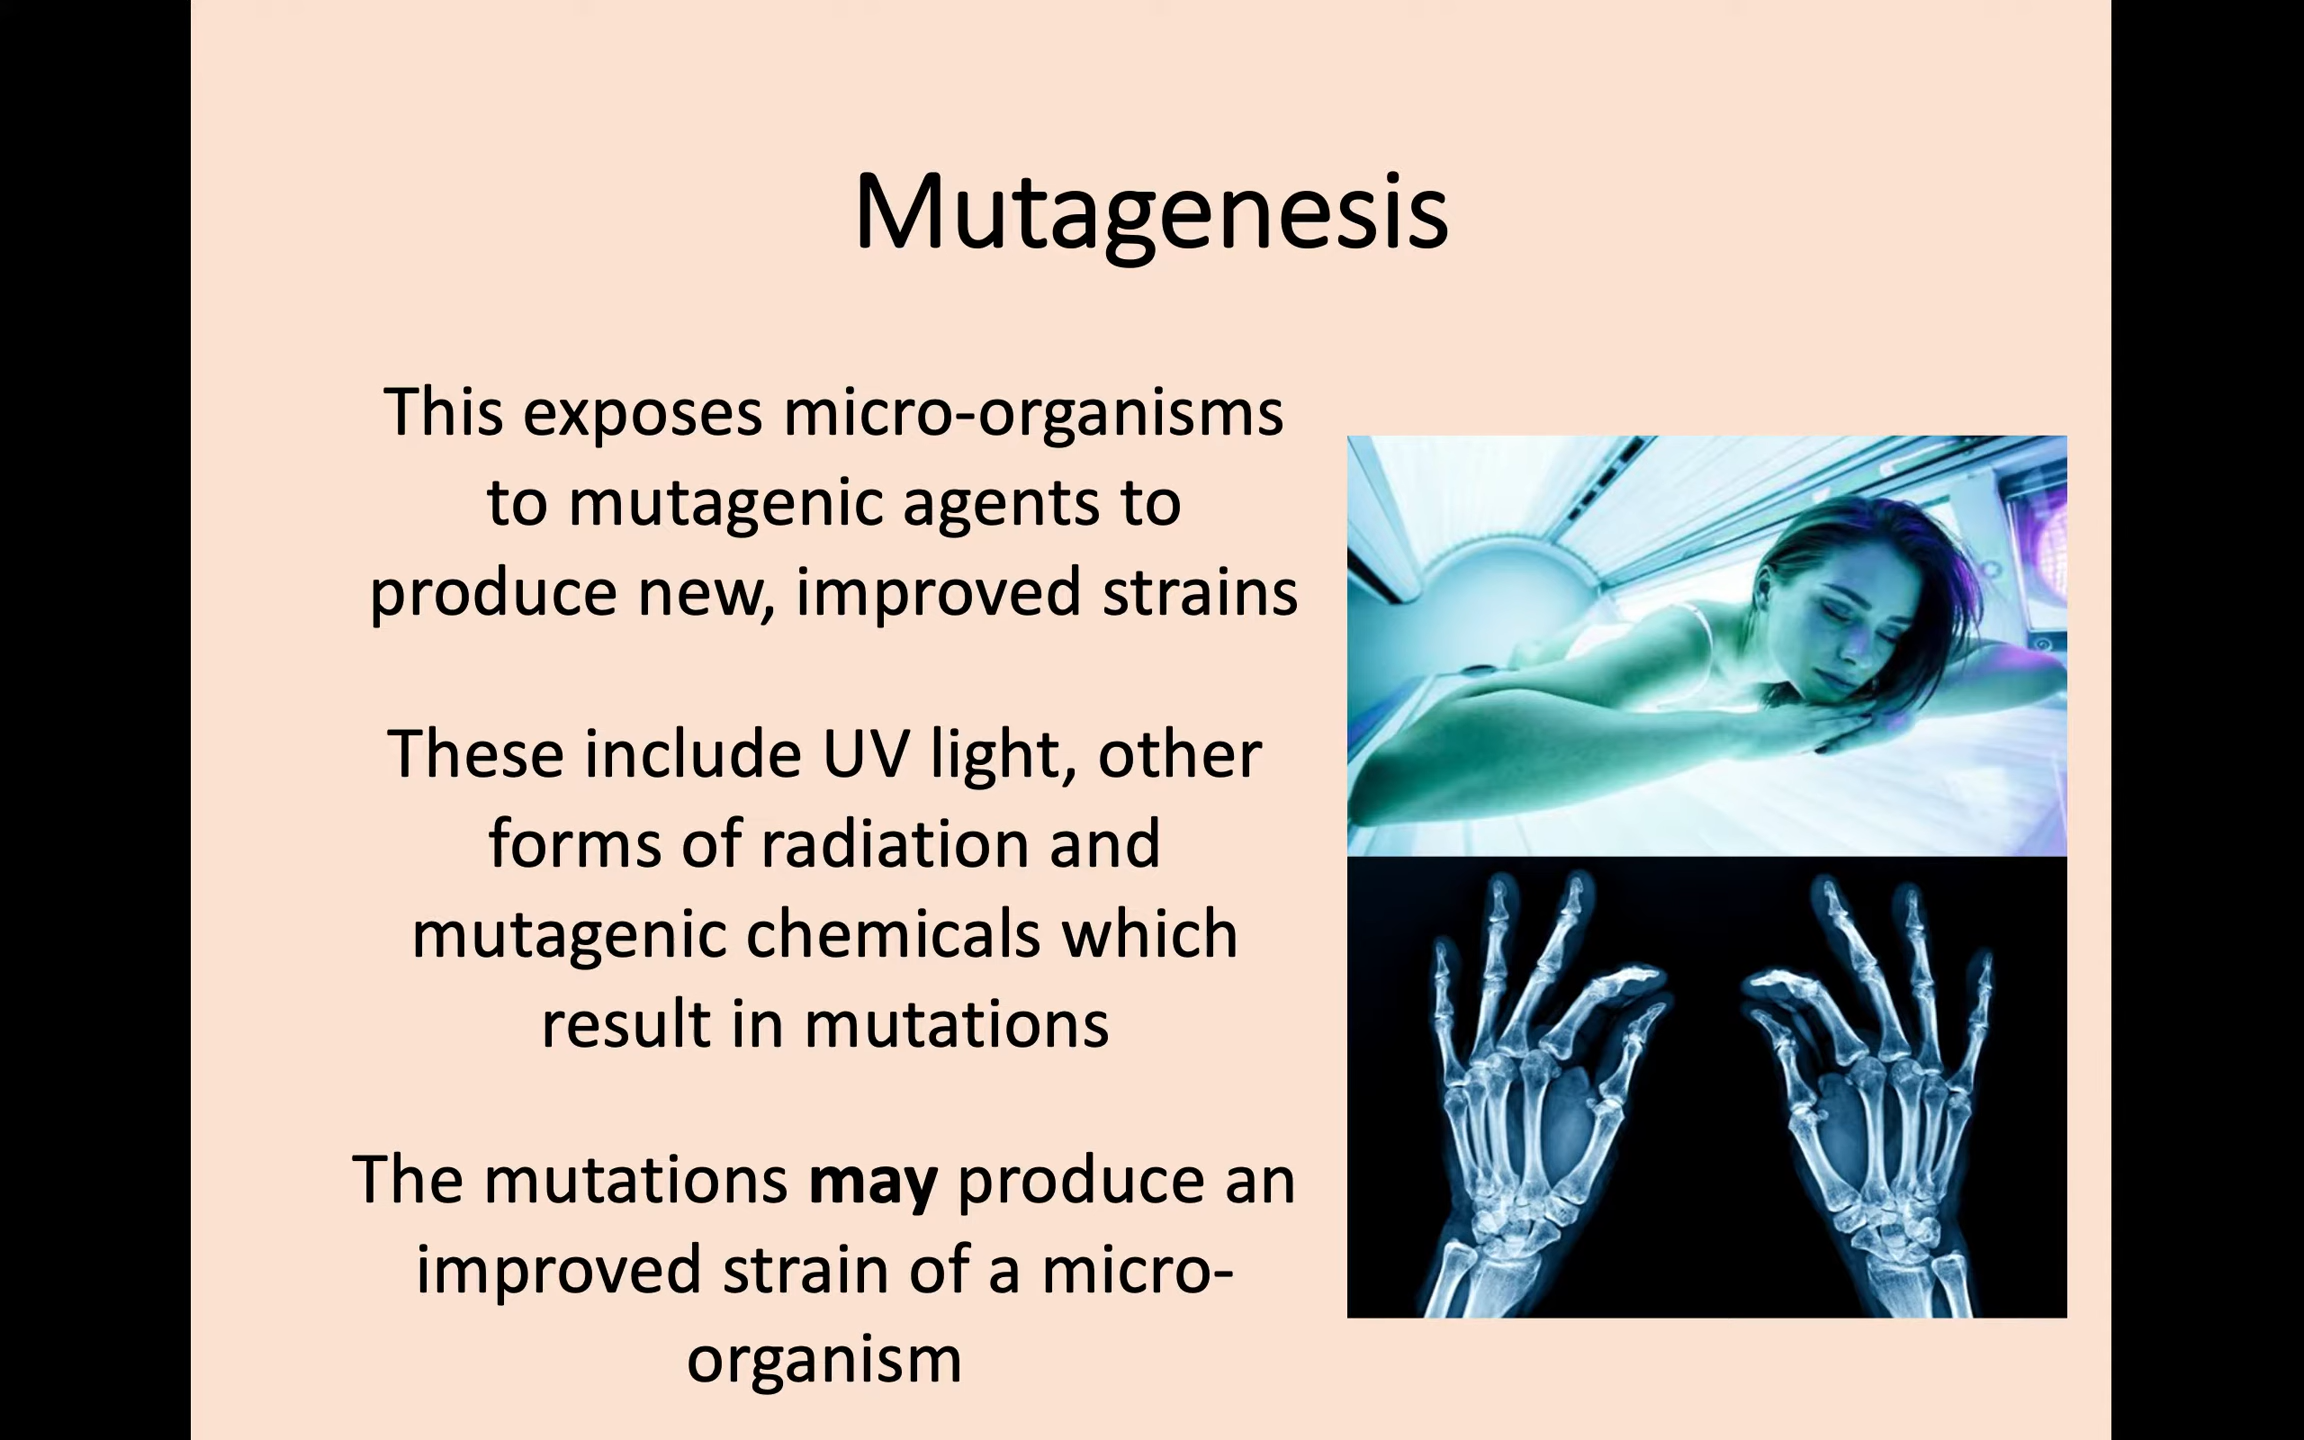 Mutagenesis
This exposes micro-organisms
to mutagenic agents to
produce new, improved strains
These include UV light, other
forms of radiation and
mutagenic chemicals which
result in mutations
The mutations may produce an
improved strain of a micro-
organism